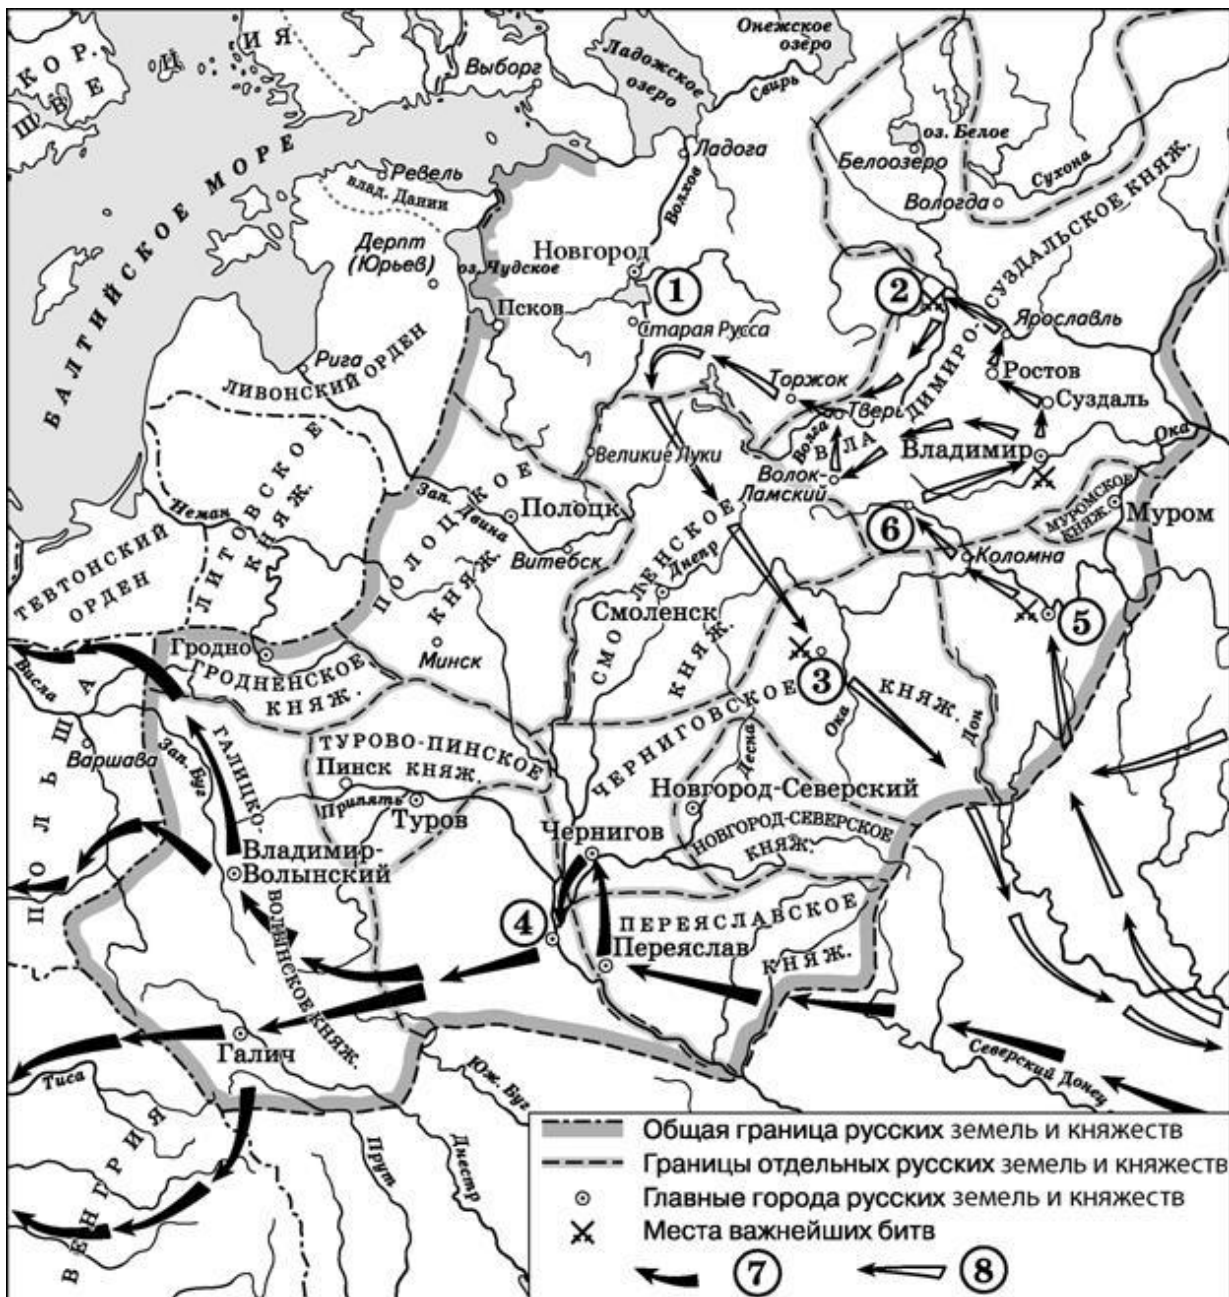 КОР.
ШВЕЦИЯ
Выборг
Ладожское
озеро
Онежское
озеро
Свирь
оз. Белое
Белоозеро
Сухона
Вологда
Ладога
Волхов
БАЛТИЙСКОЕ МОРЕ
Ревель
влад. Дании
Дерпт
(Юрьев)
оз. Чудское
Новгород
1
2
Псков
Старая Русса
ВЛАДИМИРО-СУЗДАЛЬСКОЕ КНЯЖ.
Ярославль
Ростов
Суздаль
Рига
ЛИВОНСКИЙ ОРДЕН
Торжок
Тверь
Волга
Владимир
Ока
Великие Луки
Волок-
Ламский
МУРОМСКОЕ
КНЯЖ.
Муром
Неман
ЛИТОВСКОЕ
КНЯЖ.
Зап. Двина
Полоцк
ПОЛОЦКОЕ
КНЯЖ.
Витебск
6
Коломна
ТЕВТОНСКИЙ
ОРДЕН
СМОЛЕНСКОЕ
КНЯЖ.
Днепр
Смоленск
5
Гродно
ГРОДНЕНСКОЕ
КНЯЖ.
Минск
3
Висла
ПОЛЬША
Варшава
Зап. Буг
ГАЛИЦКО-
ВОЛЫНСКОЕ КНЯЖ.
ТУРОВО-ПИНСКОЕ
КНЯЖ.
Пинск
Припять
Туров
ЧЕРНИГОВСКОЕ КНЯЖ.
Десна
Ока
Дон
Новгород-Северский
НОВГОРОД-СЕВЕРСКОЕ
КНЯЖ.
Чернигов
Владимир-
Волынский
4
ПЕРЕЯСЛАВСКОЕ
КНЯЖ.
Переяслав
Галич
Тиса
Северский Донец
Юж. Буг
ВЕНГРИЯ
Прут
Днестр
Общая граница русских земель и княжеств
Границы отдельных русских земель и княжеств
Главные города русских земель и княжеств
Места важнейших битв
7
8